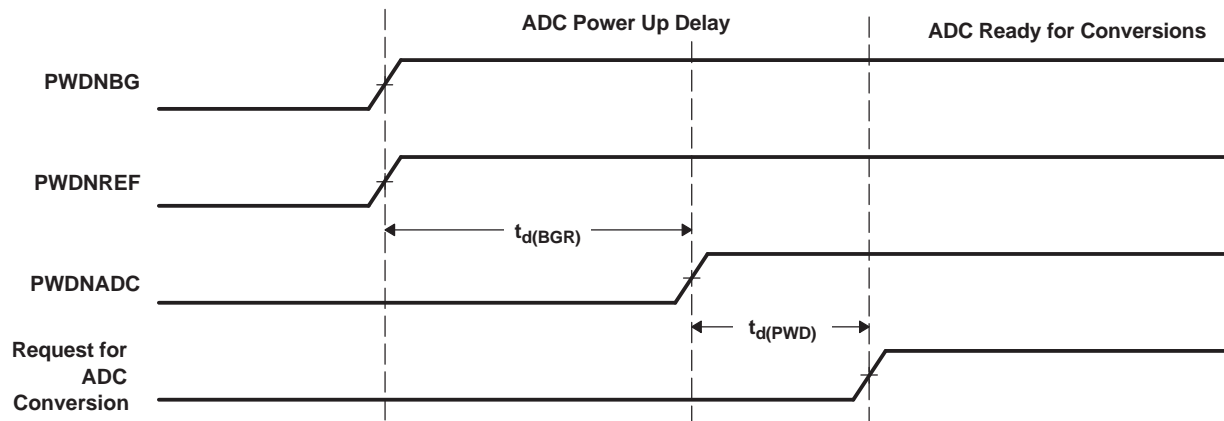 ADC Power Up Delay
ADC Ready for Conversions
PWDNBG
PWDNREF
td(BGR)
PWDNADC
td(PWD)
Request for
ADC
Conversion